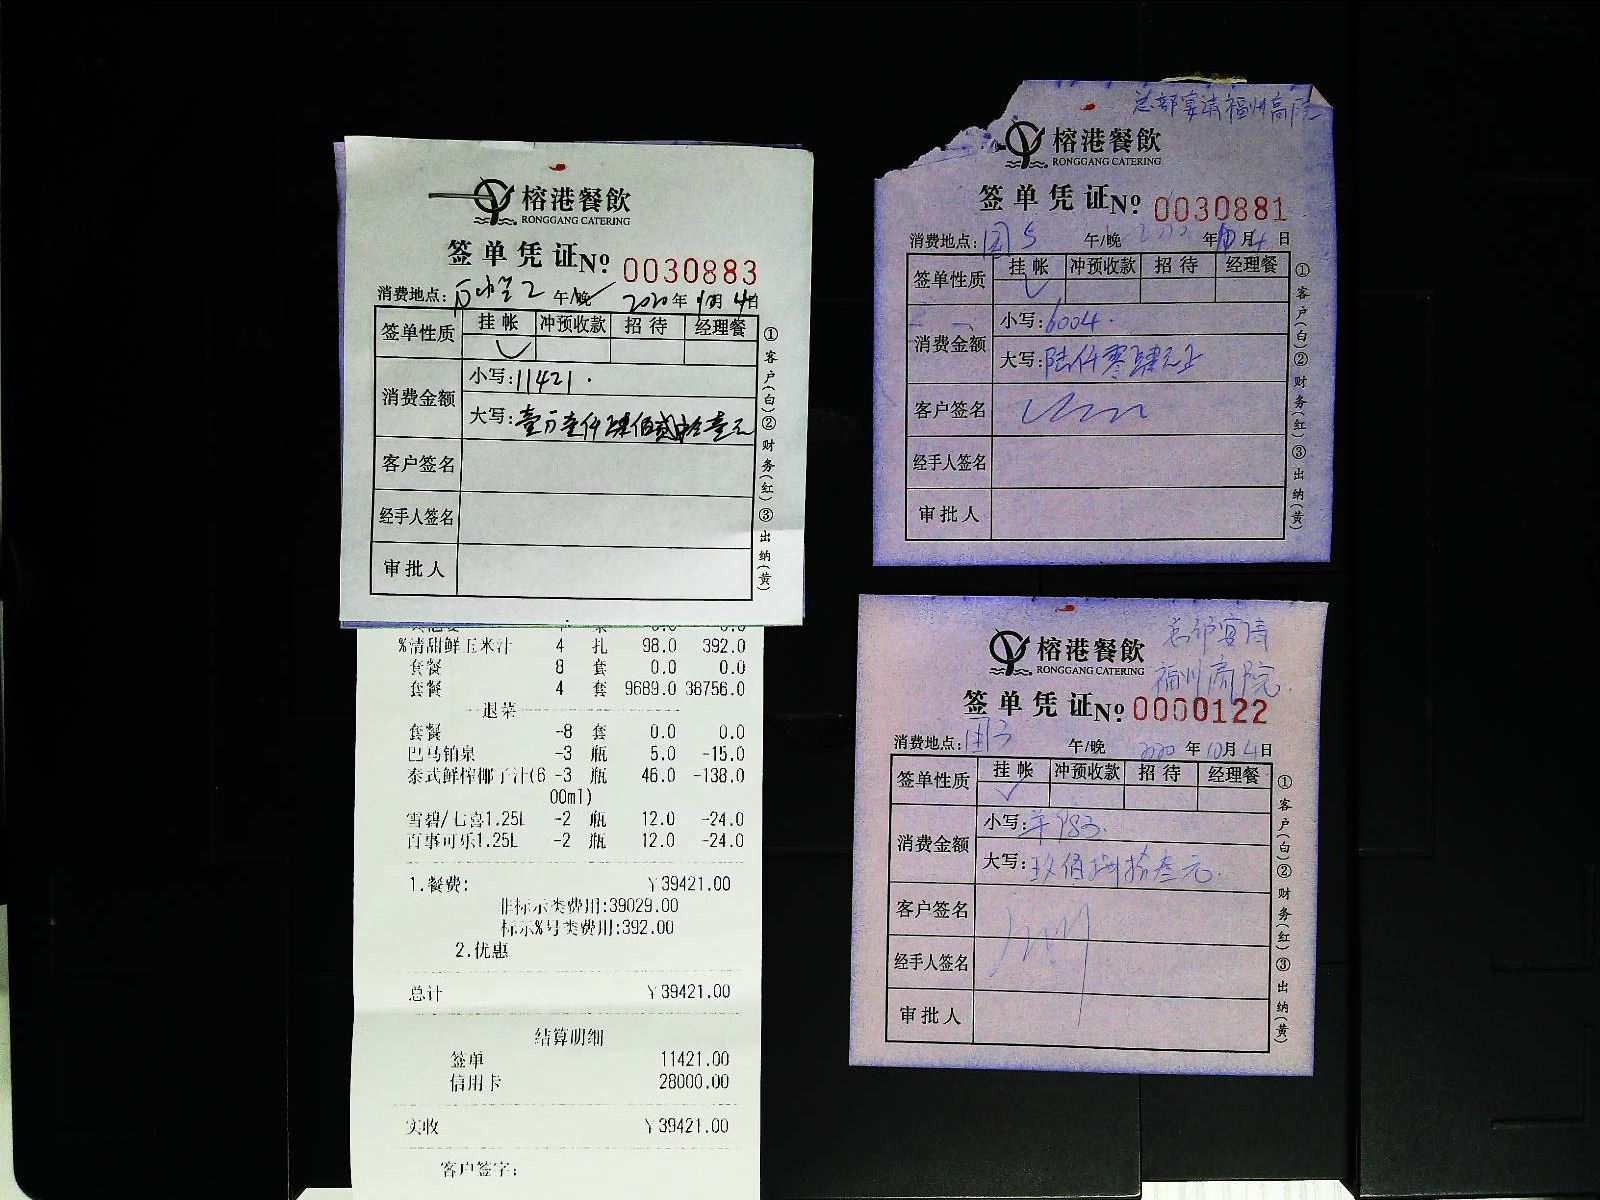 榕港餐飲
RONGGANG CATERING
签单凭证№ 0030883
消费地点: 午/晚 2020年10月4日
签单性质 挂帐 冲预收款 招待 经理餐
消费金额
小写:11421.
大写:壹万壹仟肆佰贰拾壹元
客户签名
经手人签名
审批人
①客户(白)②财务(红)③出纳(黄)
%清甜鲜玉米汁 4 扎 98.0 392.0
套餐 8 套 0.0 0.0
套餐 4 套 9689.0 38756.0
退菜
套餐 -8 套 0.0 0.0
巴马铂泉 -3 瓶 5.0 -15.0
泰式鲜榨椰子汁(6 -3 瓶 46.0 -138.0
00ml)
雪碧/七喜1.25L -2 瓶 12.0 -24.0
百事可乐1.25L -2 瓶 12.0 -24.0
1.餐费: ¥39421.00
非标示类费用:39029.00
标示%号类费用:392.00
2.优惠
总计 ¥39421.00
结算明细
签单 11421.00
信用卡 28000.00
实收 ¥39421.00
客户签字:
总部宴请福州高院
榕港餐飲
RONGGANG CATERING
签单凭证№ 0030881
消费地点:国5 午/晚 2020年10月4日
签单性质 挂帐 冲预收款 招待 经理餐
消费金额
小写:6004.
大写:陆仟零肆元正
客户签名
经手人签名
审批人
①客户(白)②财务(红)③出纳(黄)
总部宴请
福州高院.
榕港餐飲
RONGGANG CATERING
签单凭证№ 0000122
消费地点:国3 午/晚 2020年10月4日
签单性质 挂帐 冲预收款 招待 经理餐
消费金额
小写:¥983.
大写:玖佰捌拾叁元.
客户签名
经手人签名
审批人
①客户(白)②财务(红)③出纳(黄)